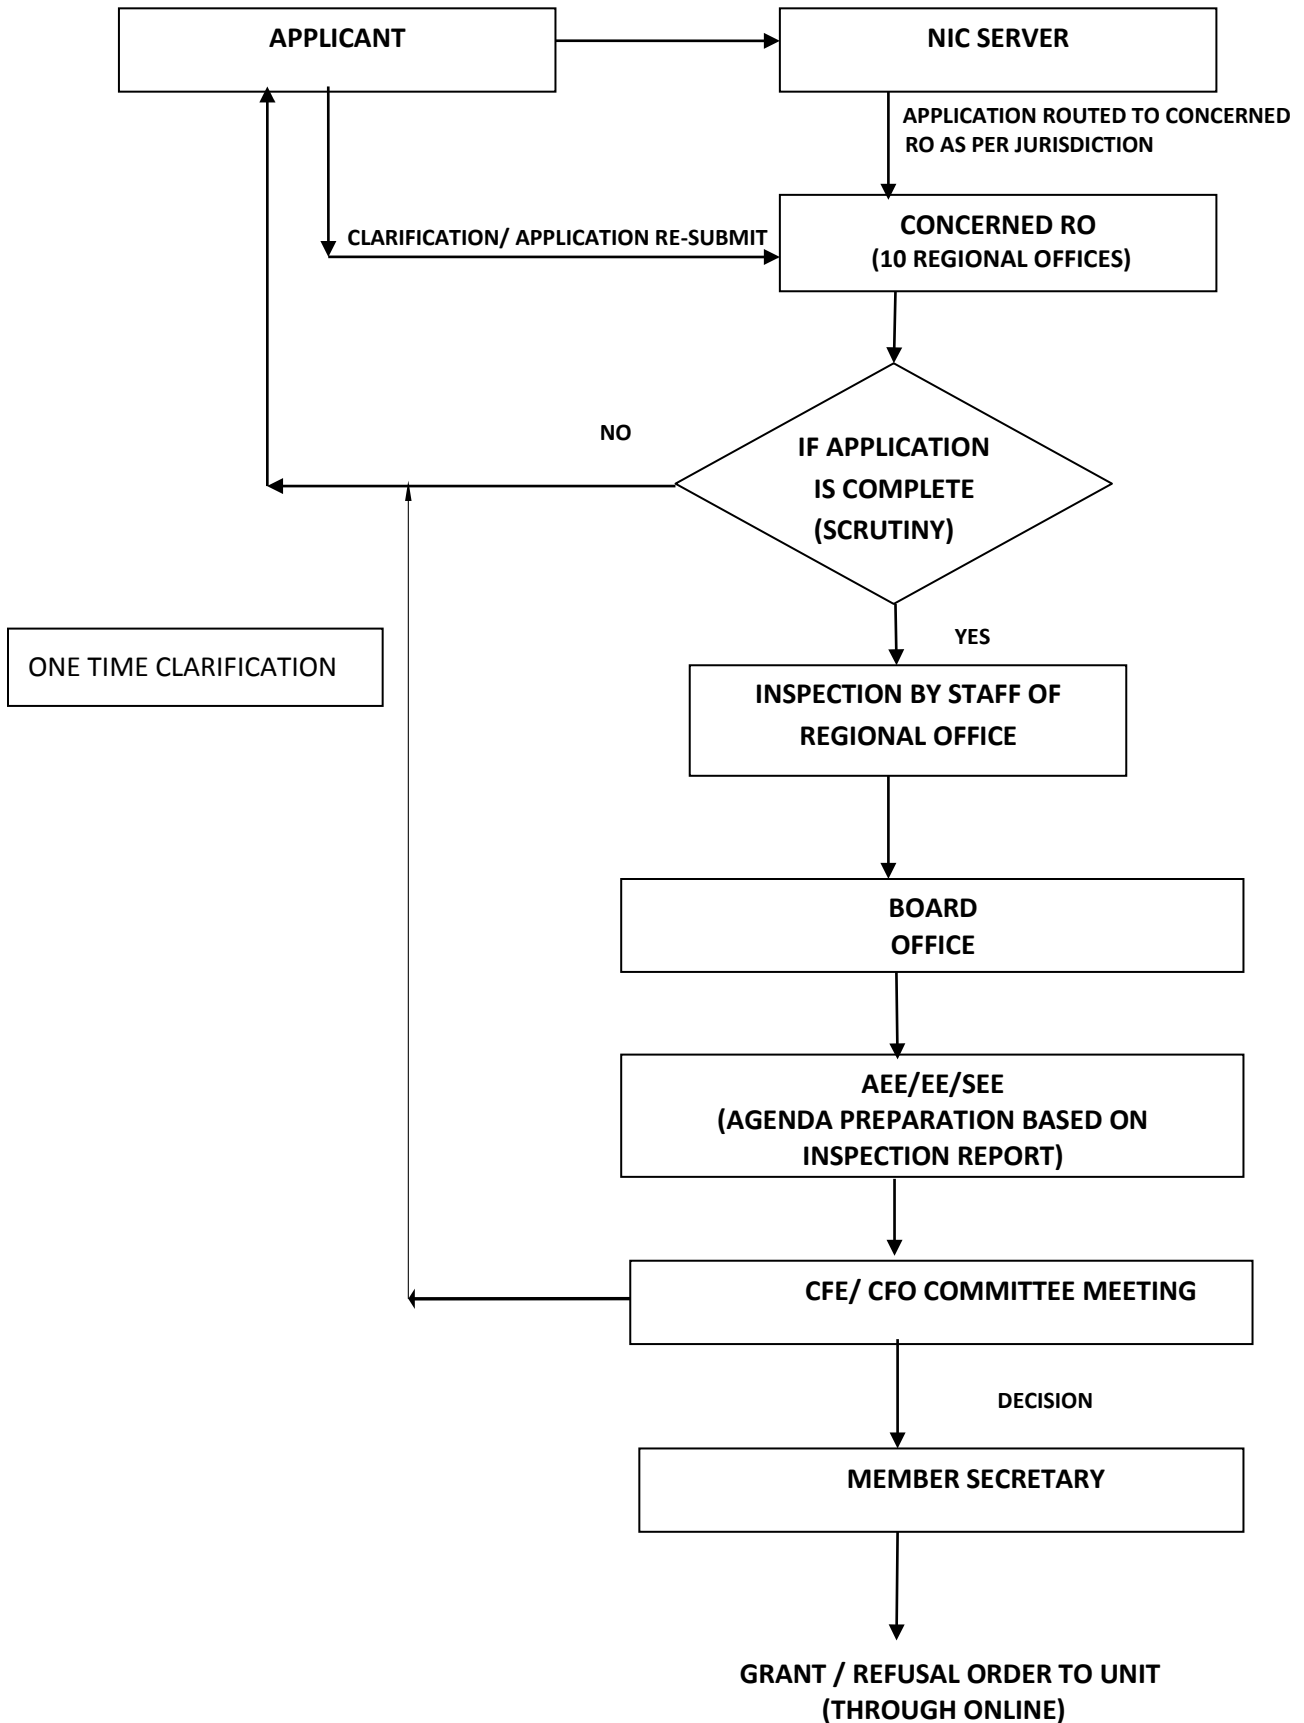 APPLICANT
NIC SERVER
APPLICATION ROUTED TO CONCERNED
RO AS PER JURISDICTION
CONCERNED RO
(10 REGIONAL OFFICES)
CLARIFICATION/ APPLICATION RE-SUBMIT
NO
IF APPLICATION
IS COMPLETE
(SCRUTINY)
YES
ONE TIME CLARIFICATION
INSPECTION BY STAFF OF
REGIONAL OFFICE
BOARD
OFFICE
AEE/EE/SEE
(AGENDA PREPARATION BASED ON
INSPECTION REPORT)
CFE/ CFO COMMITTEE MEETING
DECISION
MEMBER SECRETARY
GRANT / REFUSAL ORDER TO UNIT
(THROUGH ONLINE)